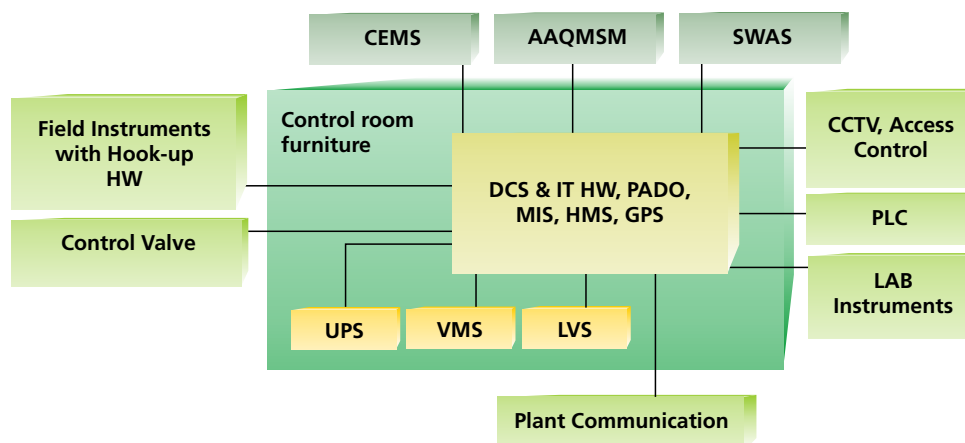 CEMS
AAQMSM
SWAS
Field Instruments
with Hook-up
HW
Control room
furniture
CCTV, Access
Control
DCS & IT HW, PADO,
MIS, HMS, GPS
PLC
Control Valve
LAB
Instruments
UPS
VMS
LVS
Plant Communication